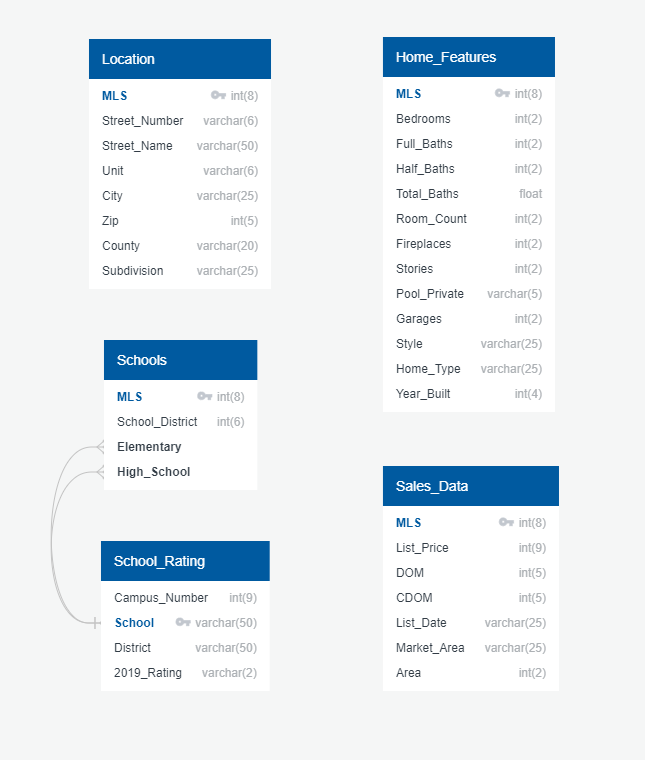 Location
MLS int(8)
Street_Number varchar(6)
Street_Name varchar(50)
Unit varchar(6)
City varchar(25)
Zip int(5)
County varchar(20)
Subdivision varchar(25)
Home_Features
MLS int(8)
Bedrooms int(2)
Full_Baths int(2)
Half_Baths int(2)
Total_Baths float
Room_Count int(2)
Fireplaces int(2)
Stories int(2)
Pool_Private varchar(5)
Garages int(2)
Style varchar(25)
Home_Type varchar(25)
Year_Built int(4)
Schools
MLS int(8)
School_District int(6)
Elementary
High_School
School_Rating
Campus_Number int(9)
School varchar(50)
District varchar(50)
2019_Rating varchar(2)
Sales_Data
MLS int(8)
List_Price int(9)
DOM int(5)
CDOM int(5)
List_Date varchar(25)
Market_Area varchar(25)
Area int(2)